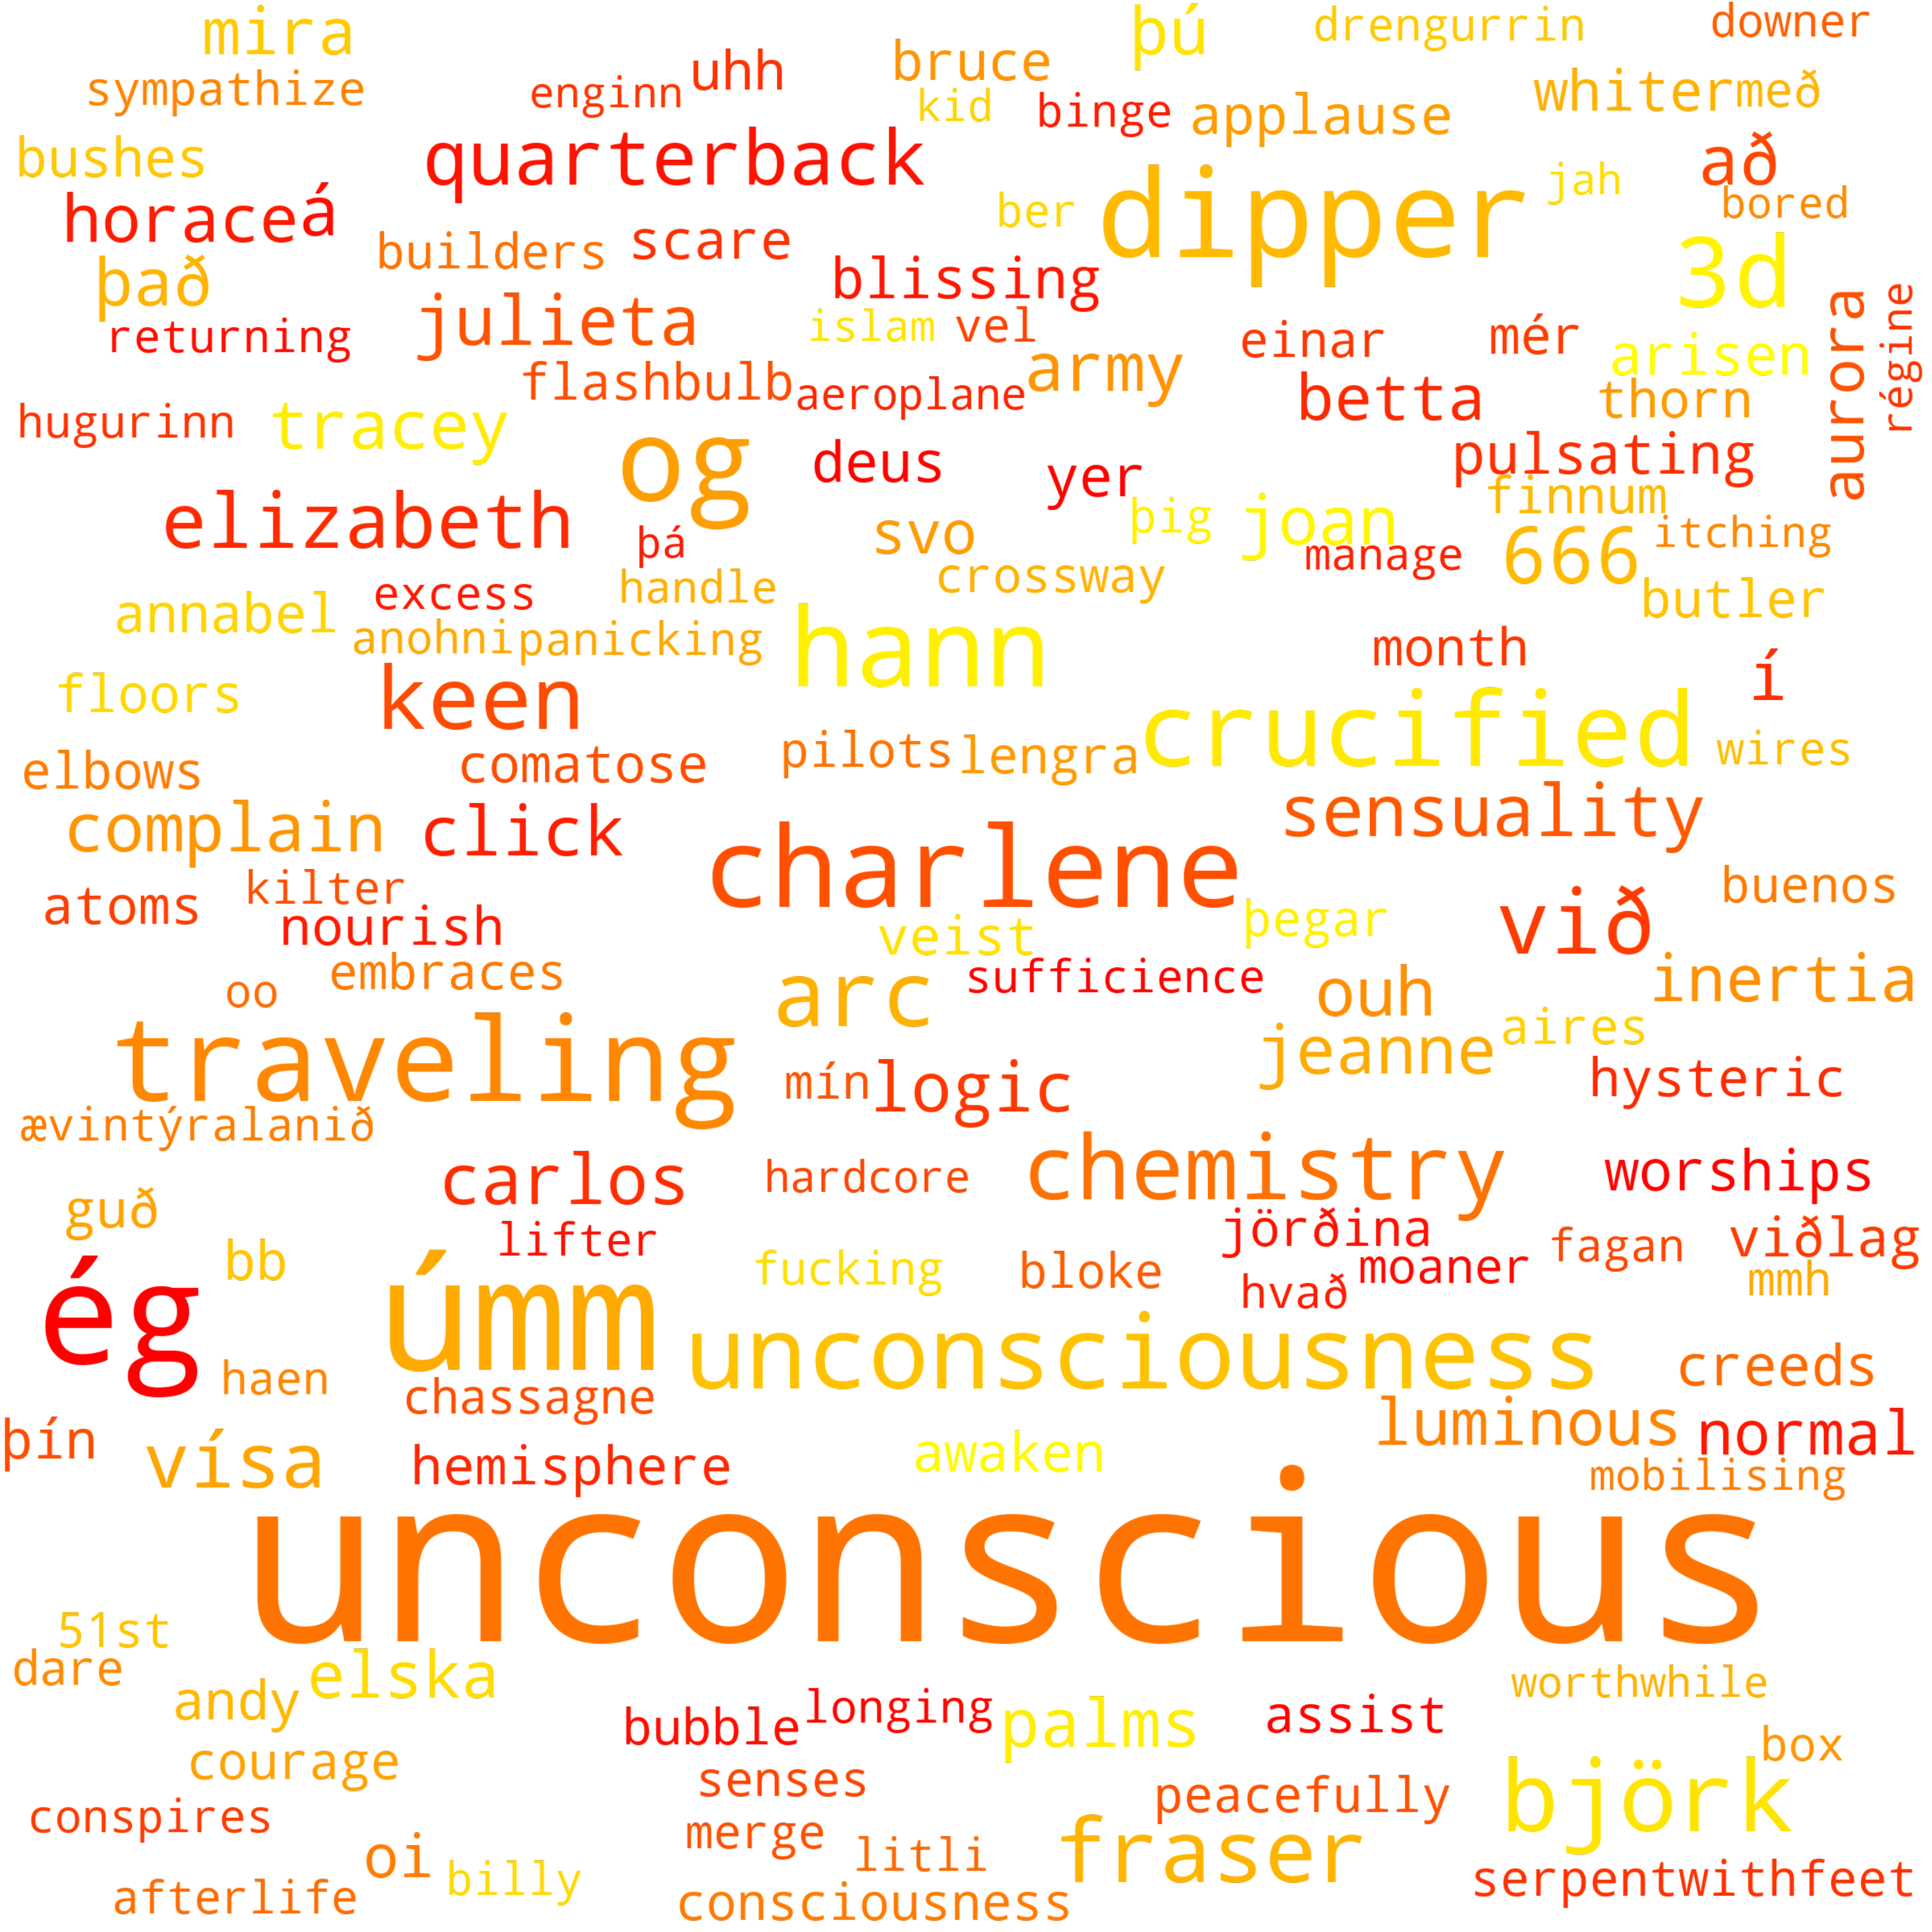 mira
þú
drengurrin
downer
sympathize
enginn
uhh
bruce
kid
binge
applause
whiter
með
bushes
quarterback
dipper
jah
að
bored
horace
á
builders
scare
ber
3d
það
blissing
returning
julieta
islam
vel
einar
mér
arisen
aurora
régine
flashbulb
aeroplane
army
betta
thorn
hugurinn
tracey
og
deus
yer
pulsating
finnum
elizabeth
þá
svo
þig
joan
manage
666
itching
excess
handle
crossway
annabel
butler
anohni
panicking
hann
month
í
floors
keen
crucified
wires
elbows
comatose
pilots
lengra
complain
click
charlene
sensuality
atoms
kilter
nourish
veist
þegar
við
buenos
oo
embraces
arc
sufficience
ouh
inertia
traveling
jeanne
aires
ævintýralanið
mín
logic
hysteric
carlos
hardcore
chemistry
worships
guð
bb
lifter
jörðina
fagan
viðlag
ég
úmm
fucking
bloke
hvað
moaner
mmh
haen
chassagne
unconsciousness
creeds
þín
vísa
hemisphere
awaken
luminous
normal
mobilising
unconscious
51st
dare
andy
elska
worthwhile
bubble
longing
palms
assist
courage
senses
björk
box
conspires
merge
peacefully
oi
billy
litli
fraser
serpentwithfeet
afterlife
consciousness